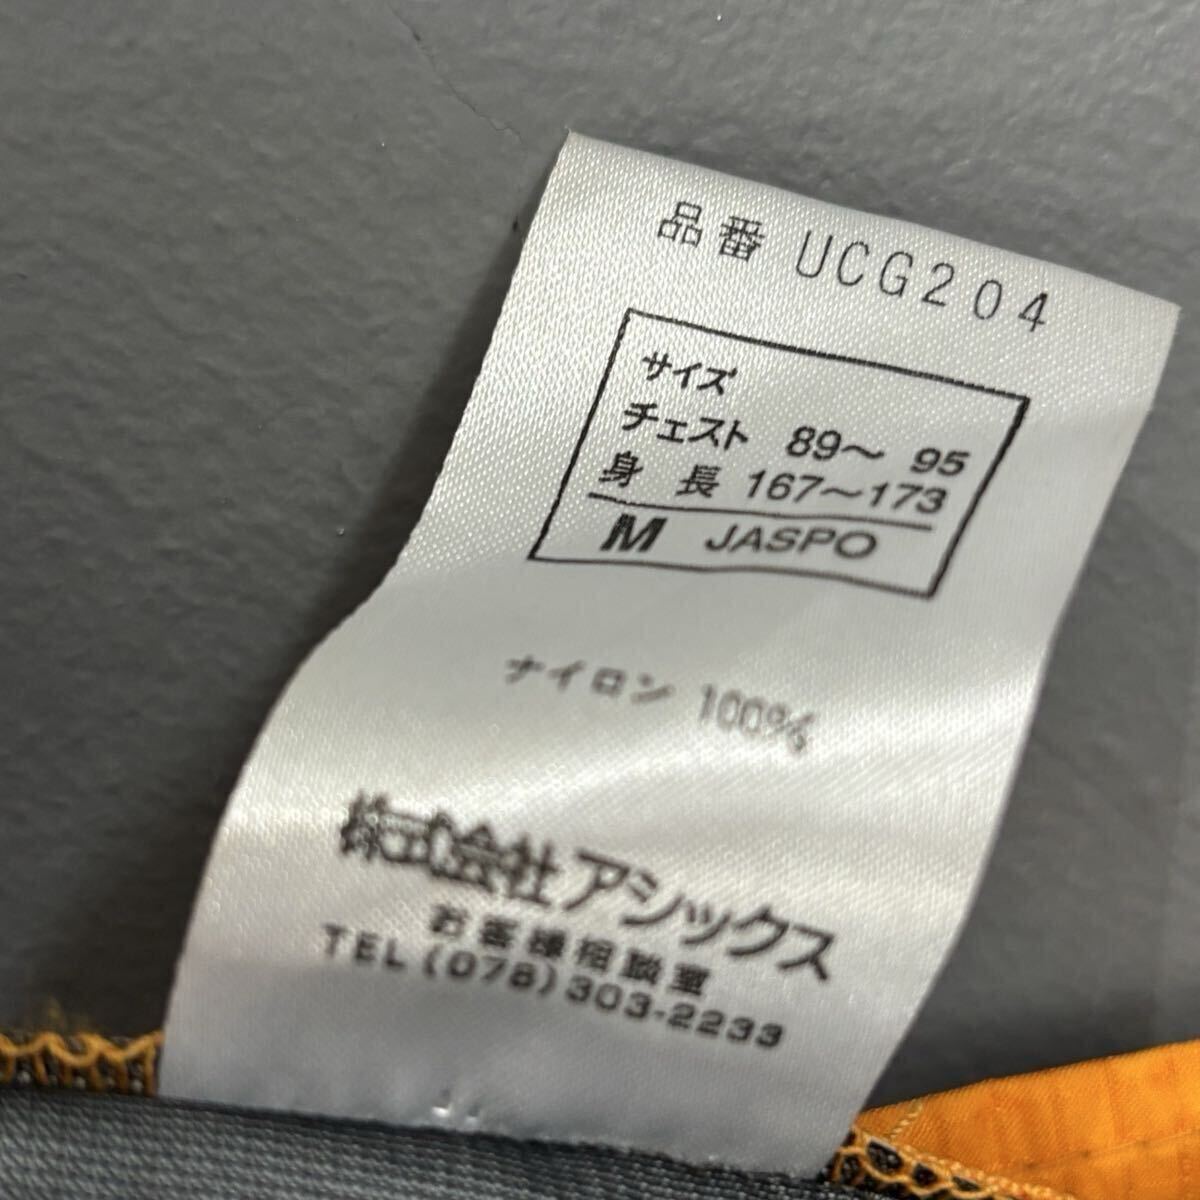 品番 UCG204
サイズ
チェスト 89〜 95
身 長 167〜173
M JASPO
ナイロン 100%
株式会社アシックス
お客様相談室
TEL(078)303-2233